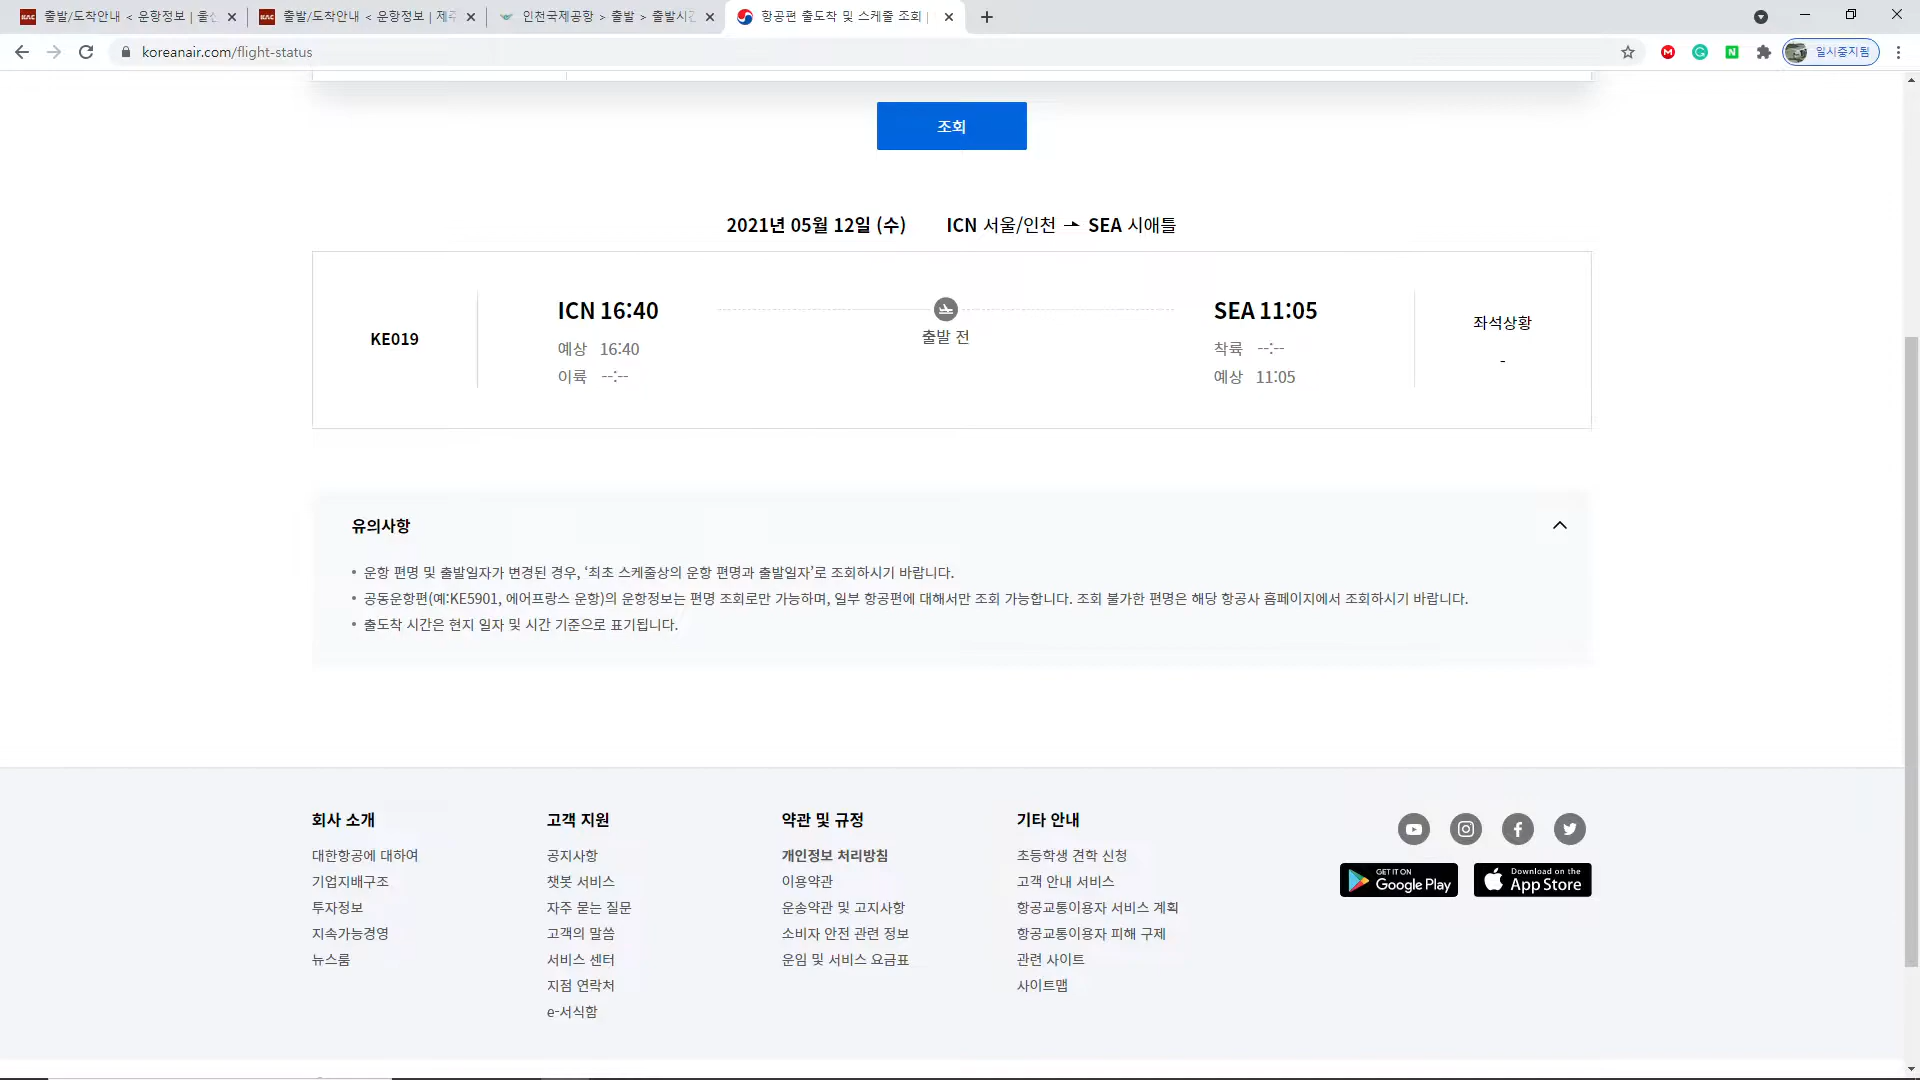 KAC 출발/도착안내 < 운항정보 | 울산
KAC 출발/도착안내 < 운항정보 | 제주
인천국제공항 > 출발 > 출발시간
항공편 출도착 및 스케줄 조회 |
koreanair.com/flight-status
일시중지됨
조회
2021년 05월 12일 (수) ICN 서울/인천 SEA 시애틀
KE019
ICN 16:40
예상 16:40
이륙 --:--
출발 전
SEA 11:05
착륙 --:--
예상 11:05
좌석상황
-
유의사항
• 운항 편명 및 출발일자가 변경된 경우, ‘최초 스케줄상의 운항 편명과 출발일자’로 조회하시기 바랍니다.
• 공동운항편(예:KE5901, 에어프랑스 운항)의 운항정보는 편명 조회로만 가능하며, 일부 항공편에 대해서만 조회 가능합니다. 조회 불가한 편명은 해당 항공사 홈페이지에서 조회하시기 바랍니다.
• 출도착 시간은 현지 일자 및 시간 기준으로 표기됩니다.
회사 소개
대한항공에 대하여
기업지배구조
투자정보
지속가능경영
뉴스룸
고객 지원
공지사항
챗봇 서비스
자주 묻는 질문
고객의 말씀
서비스 센터
지점 연락처
e-서식함
약관 및 규정
개인정보 처리방침
이용약관
운송약관 및 고지사항
소비자 안전 관련 정보
운임 및 서비스 요금표
기타 안내
초등학생 견학 신청
고객 안내 서비스
항공교통이용자 서비스 계획
항공교통이용자 피해 구제
관련 사이트
사이트맵
GET IT ON
Google Play
Download on the
App Store